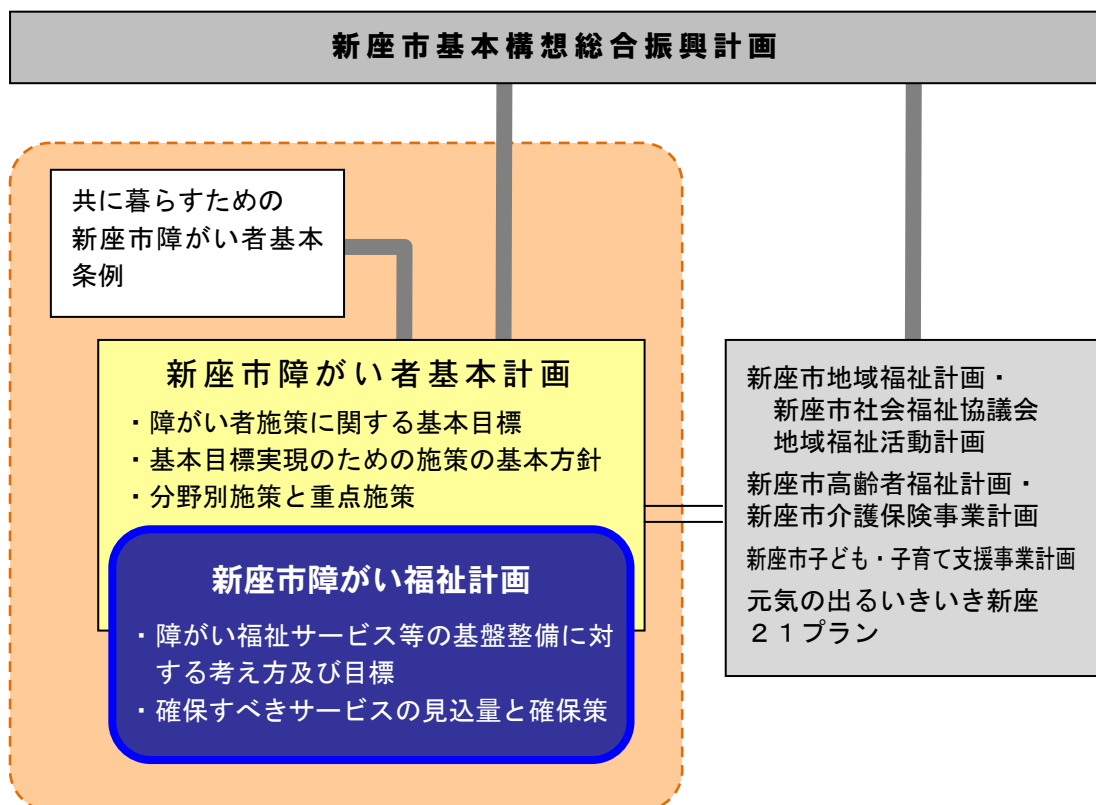 新座市基本構想総合振興計画
共に暮らすための
新座市障がい者基本
条例
新座市障がい者基本計画
・障がい者施策に関する基本目標
・基本目標実現のための施策の基本方針
・分野別施策と重点施策
新座市障がい福祉計画
・障がい福祉サービス等の基盤整備に対
する考え方及び目標
・確保すべきサービスの見込量と確保策
新座市地域福祉計画・
新座市社会福祉協議会
地域福祉活動計画
新座市高齢者福祉計画・
新座市介護保険事業計画
新座市子ども・子育て支援事業計画
元気の出るいきいき新座
２１プラン